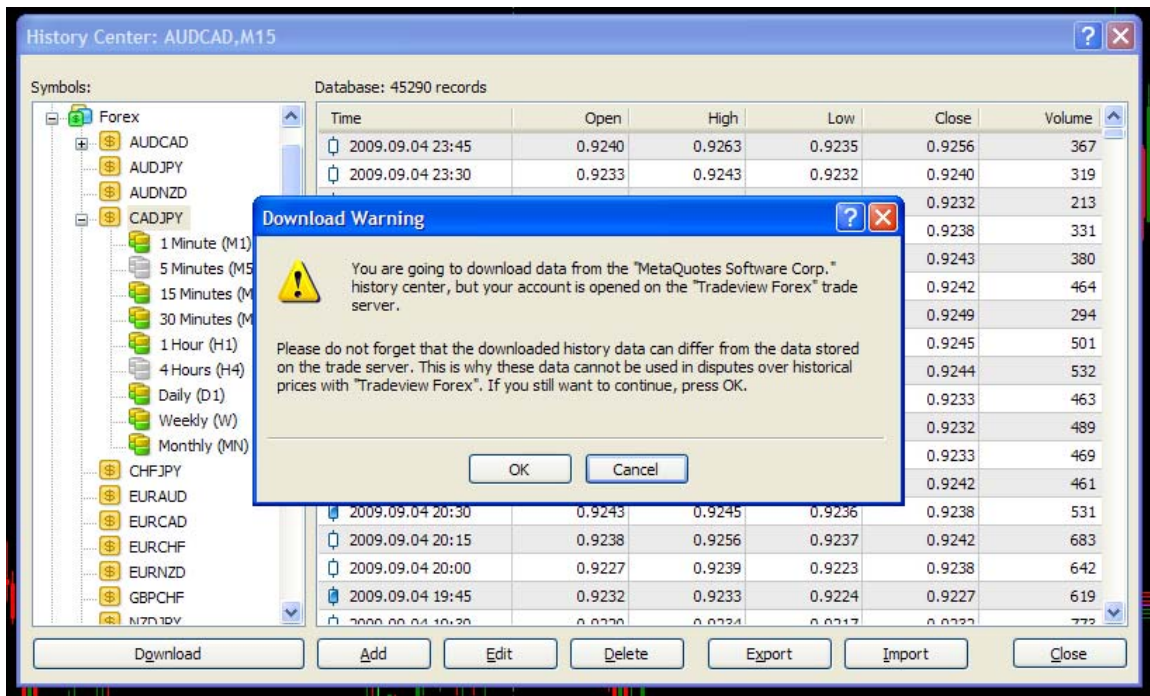 History Center: AUDCAD,M15
Symbols:
Database: 45290 records
Forex
AUDCAD
AUDJPY
AUDNZD
CADJPY
1 Minute (M1)
5 Minutes (M5
15 Minutes (M
30 Minutes (M
1 Hour (H1)
4 Hours (H4)
Daily (D1)
Weekly (W)
Monthly (MN)
CHFJPY
EURAUD
EURCAD
EURCHF
EURNZD
GBPCHF
NZDJPY
Time Open High Low Close Volume
2009.09.04 23:45 0.9240 0.9263 0.9235 0.9256 367
2009.09.04 23:30 0.9233 0.9243 0.9232 0.9240 319
0.9232 213
0.9238 331
0.9243 380
0.9242 464
0.9249 294
0.9245 501
0.9244 532
0.9233 463
0.9232 489
0.9233 469
0.9242 461
2009.09.04 20:30 0.9243 0.9245 0.9236 0.9238 531
2009.09.04 20:15 0.9238 0.9256 0.9237 0.9242 683
2009.09.04 20:00 0.9227 0.9239 0.9223 0.9238 642
2009.09.04 19:45 0.9232 0.9233 0.9224 0.9227 619
Download Warning
You are going to download data from the "MetaQuotes Software Corp."
history center, but your account is opened on the "Tradeview Forex" trade
server.
Please do not forget that the downloaded history data can differ from the data stored
on the trade server. This is why these data cannot be used in disputes over historical
prices with "Tradeview Forex". If you still want to continue, press OK.
OK Cancel
Download Add Edit Delete Export Import Close